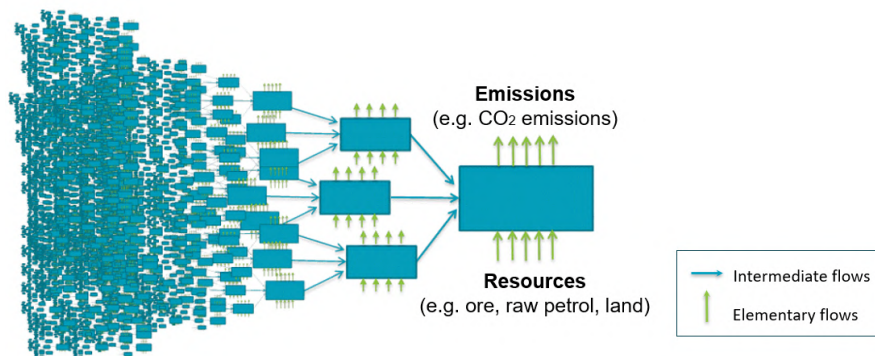 Emissions
(e.g. CO₂ emissions)
Resources
(e.g. ore, raw petrol, land)
Intermediate flows
Elementary flows